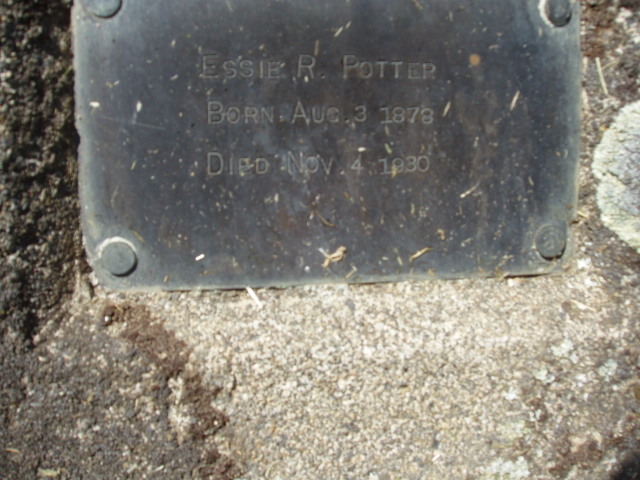 Essie R. Potter
Born Aug. 3 1878
Died Nov. 4 1930